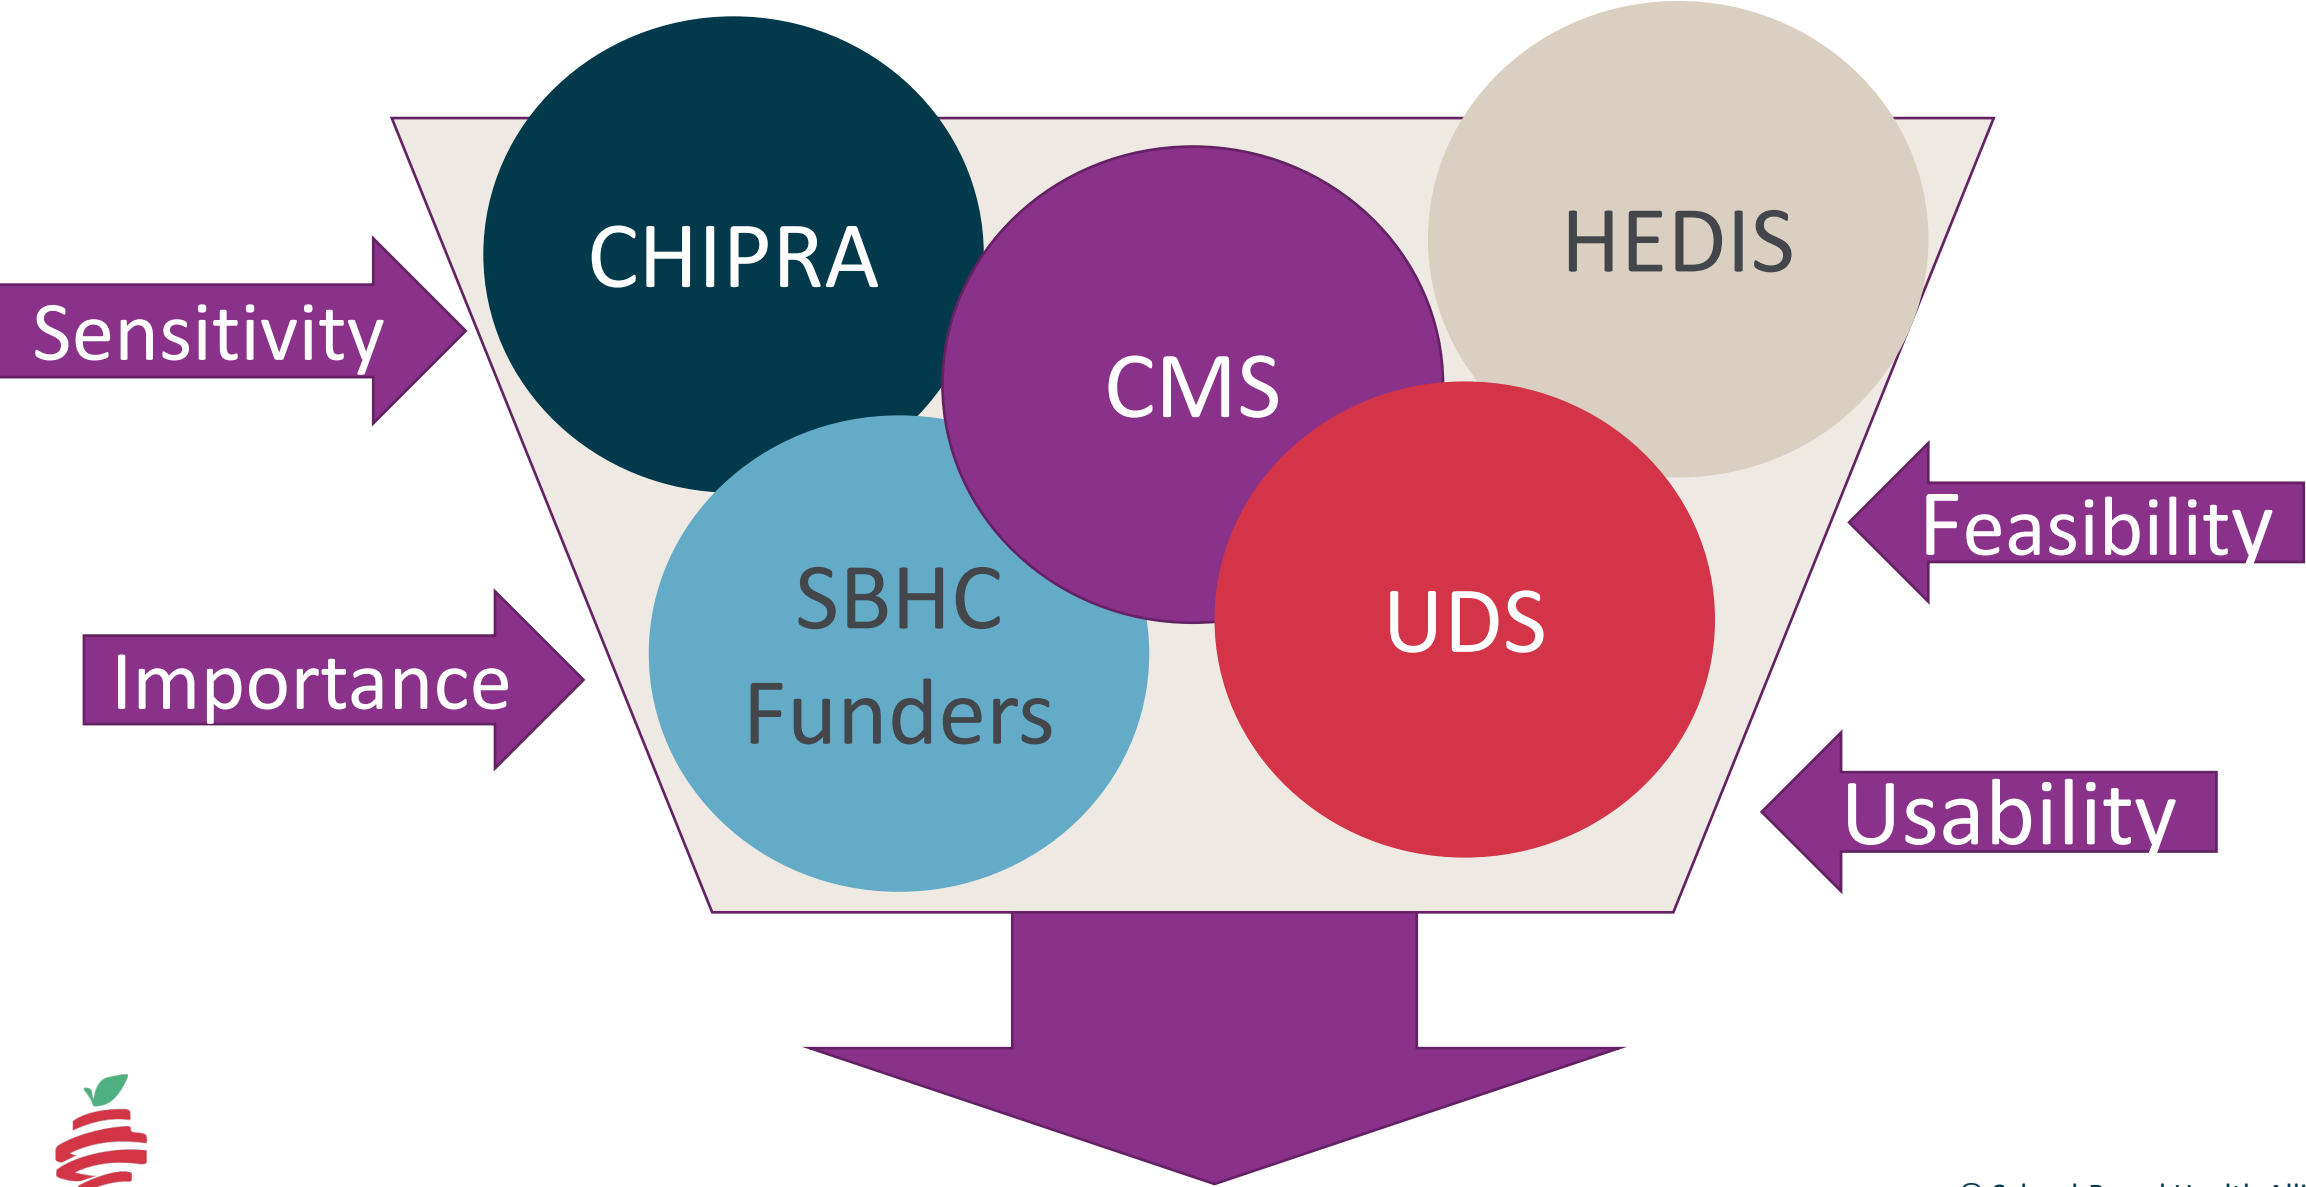 CHIPRA
HEDIS
Sensitivity
CMS
Feasibility
SBHC
Funders
UDS
Importance
Usability